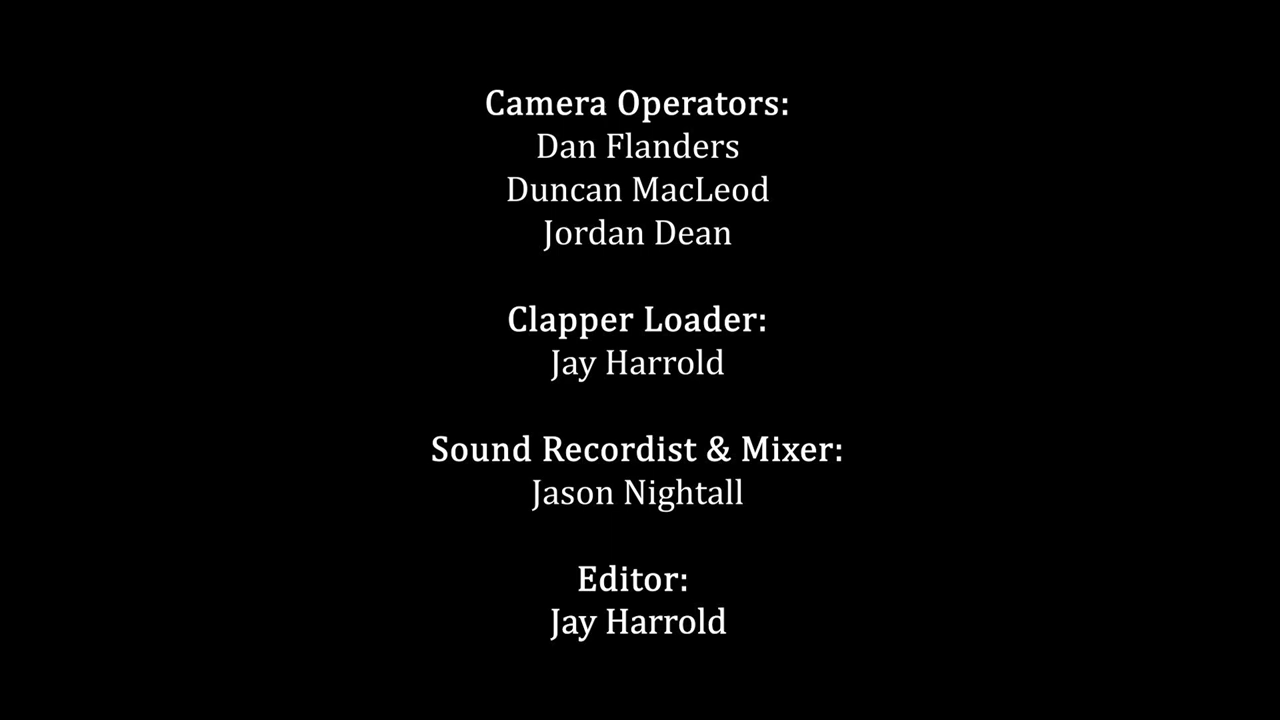 Camera Operators:
Dan Flanders
Duncan MacLeod
Jordan Dean
Clapper Loader:
Jay Harrold
Sound Recordist & Mixer:
Jason Nightall
Editor:
Jay Harrold